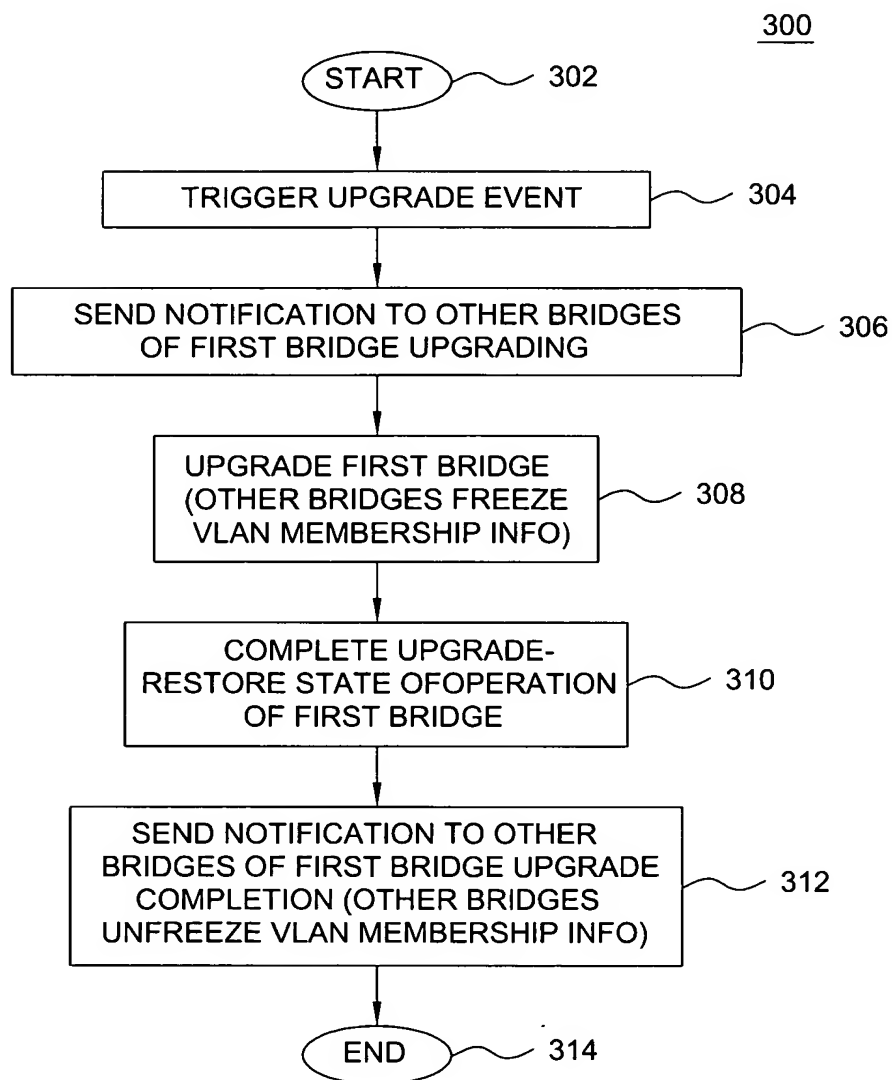 300
START
302
TRIGGER UPGRADE EVENT
304
SEND NOTIFICATION TO OTHER BRIDGES
OF FIRST BRIDGE UPGRADING
306
UPGRADE FIRST BRIDGE
(OTHER BRIDGES FREEZE
VLAN MEMBERSHIP INFO)
308
COMPLETE UPGRADE-
RESTORE STATE OFOPERATION
OF FIRST BRIDGE
310
SEND NOTIFICATION TO OTHER
BRIDGES OF FIRST BRIDGE UPGRADE
COMPLETION (OTHER BRIDGES
UNFREEZE VLAN MEMBERSHIP INFO)
312
END
314